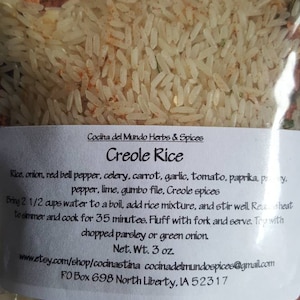 Cocina del Mundo Herbs & Spices
Creole Rice
Rice, onion, red bell pepper, celery, carrot, garlic, tomato, paprika,
pepper, lime, gumbo file, Creole spices
Bring 2 1/2 cups water to a boil, add rice mixture, and stir well. heat
to simmer and cook for 35 minutes. Fluff with fork and serve. Try with
chopped parsley or green onion.
Net. Wt. 3 oz.
www.etsy.com/shop/cocinastina cocinadelmundospices@gmail.com
PO Box 698 North Liberty, IA 52317